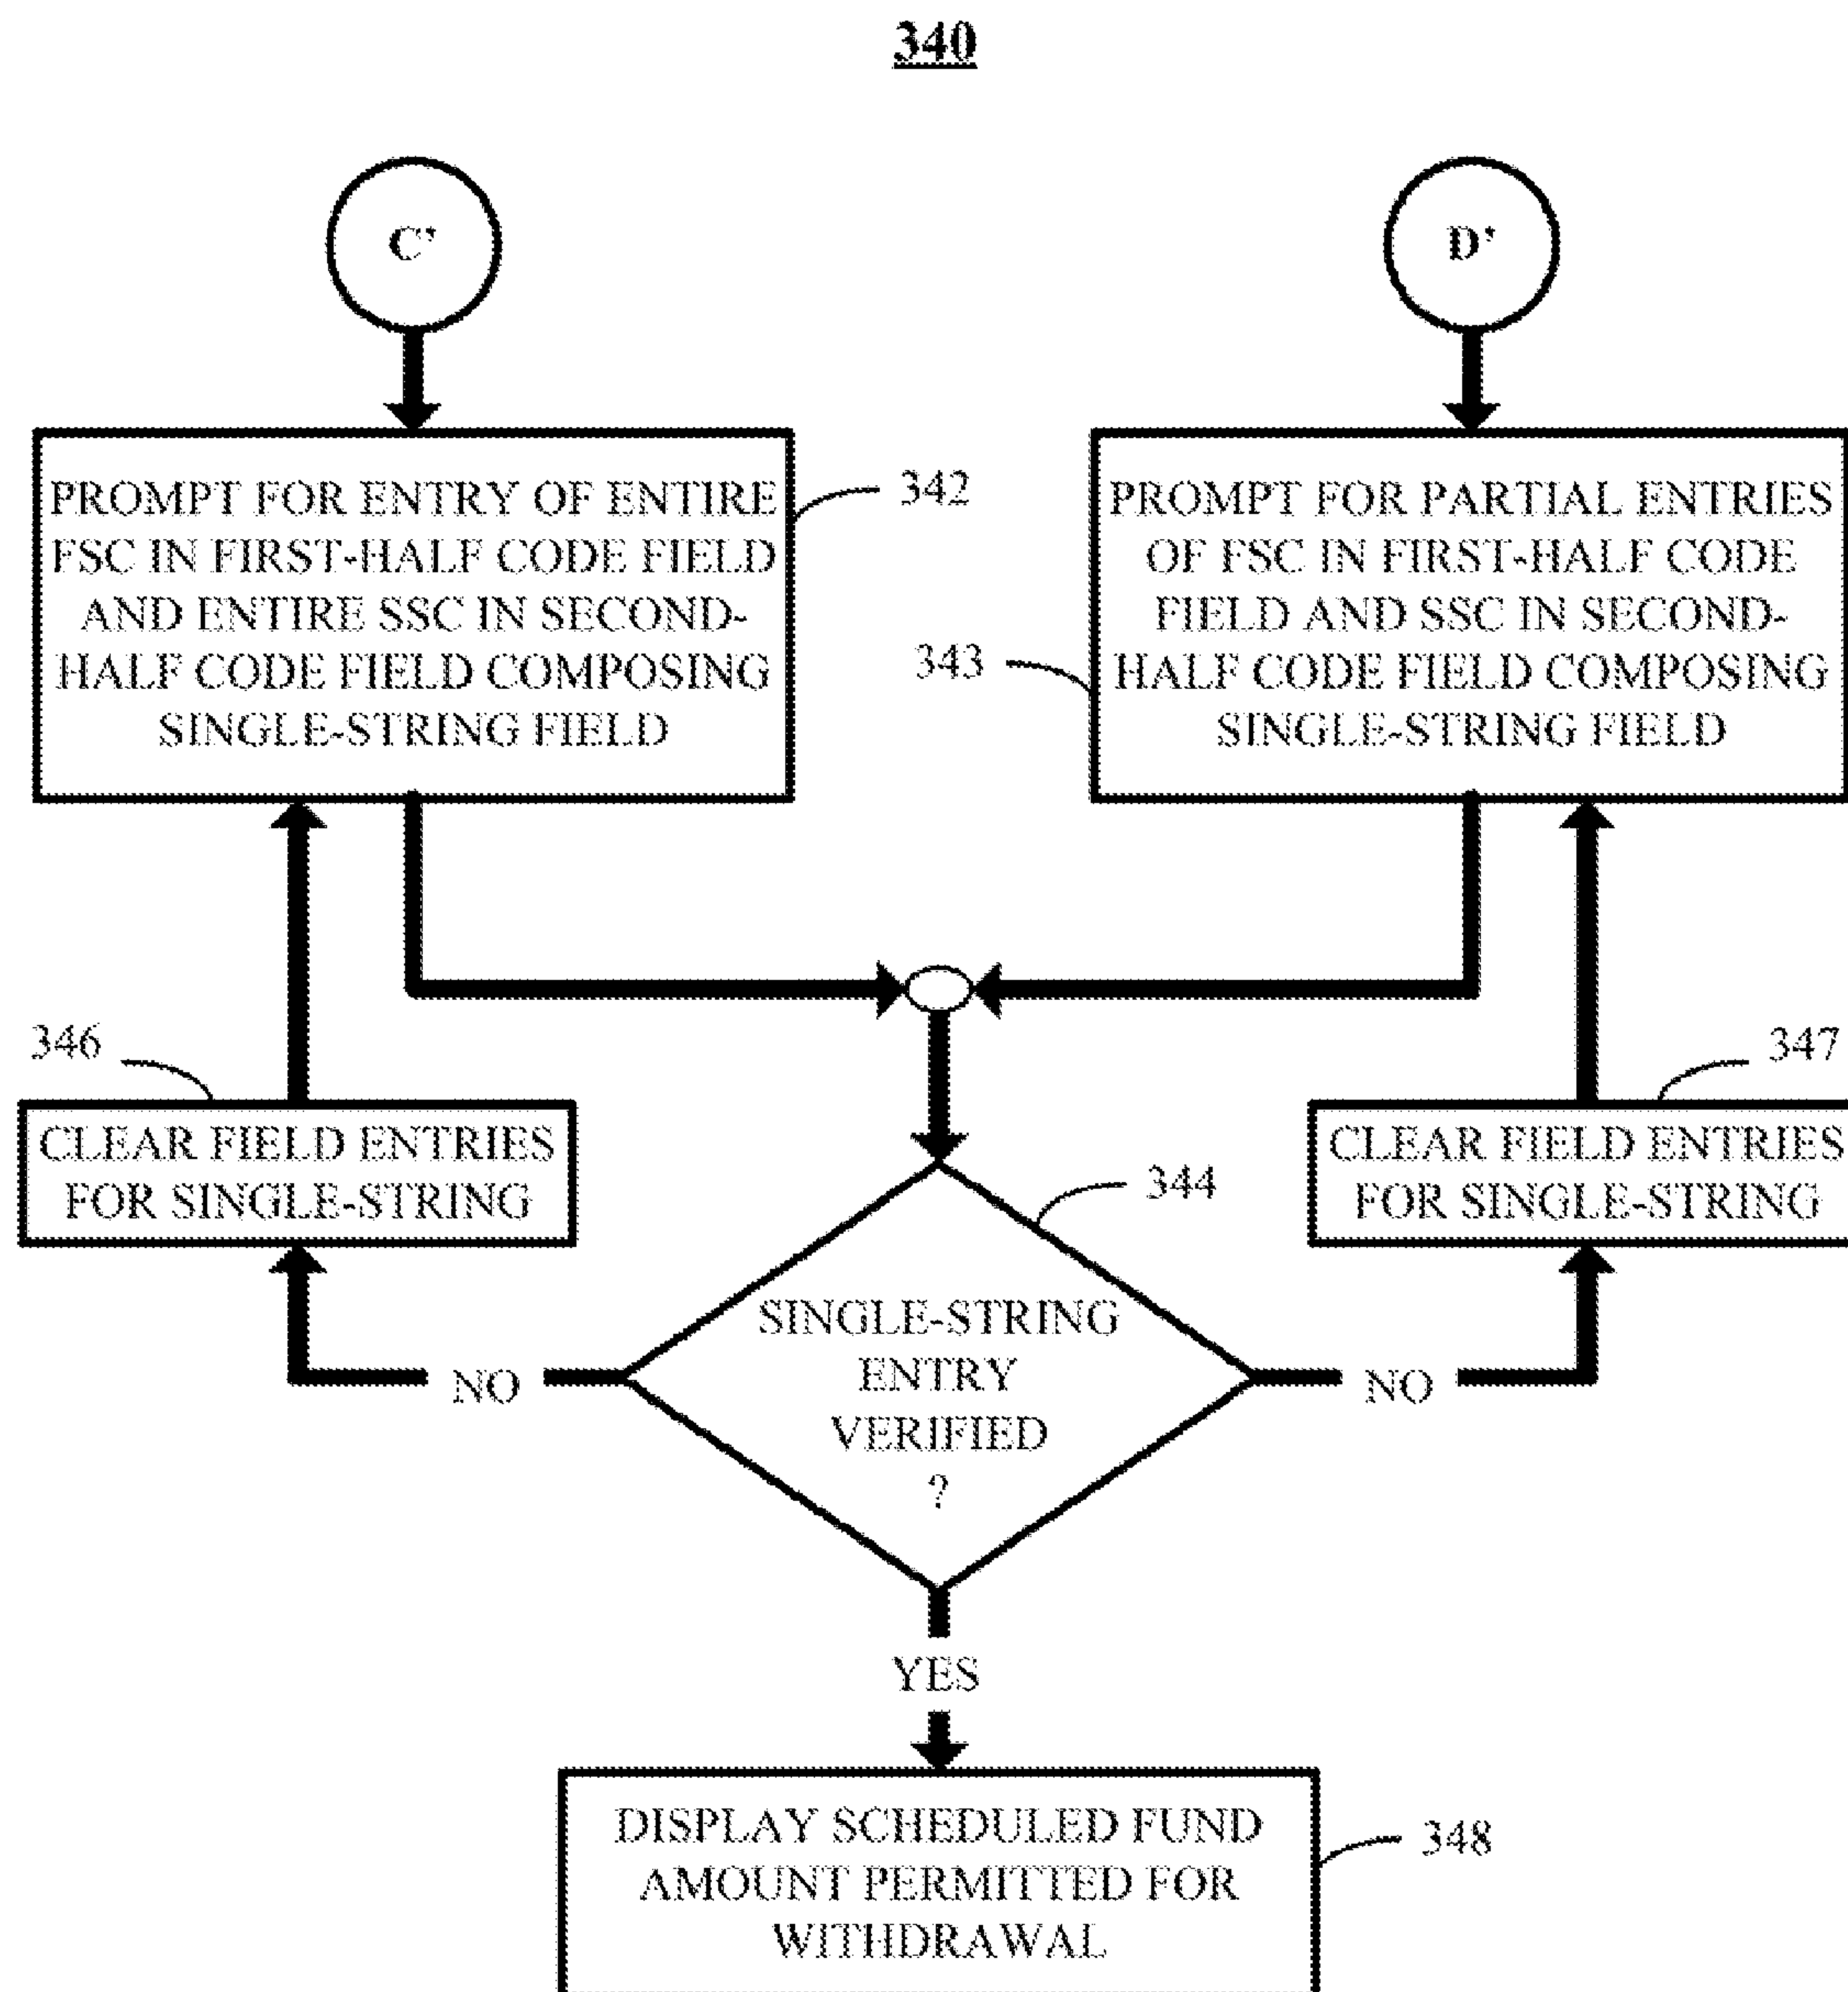 340
C'
D'
PROMPT FOR ENTRY OF ENTIRE
FSC IN FIRST-HALF CODE FIELD
AND ENTIRE SSC IN SECOND-
HALF CODE FIELD COMPOSING
SINGLE-STRING FIELD
342
PROMPT FOR PARTIAL ENTRIES
OF FSC IN FIRST-HALF CODE
FIELD AND SSC IN SECOND-
HALF CODE FIELD COMPOSING
SINGLE-STRING FIELD
343
346
CLEAR FIELD ENTRIES
FOR SINGLE-STRING
347
CLEAR FIELD ENTRIES
FOR SINGLE-STRING
344
SINGLE-STRING
ENTRY
VERIFIED
?
NO
NO
YES
DISPLAY SCHEDULED FUND
AMOUNT PERMITTED FOR
WITHDRAWAL
348